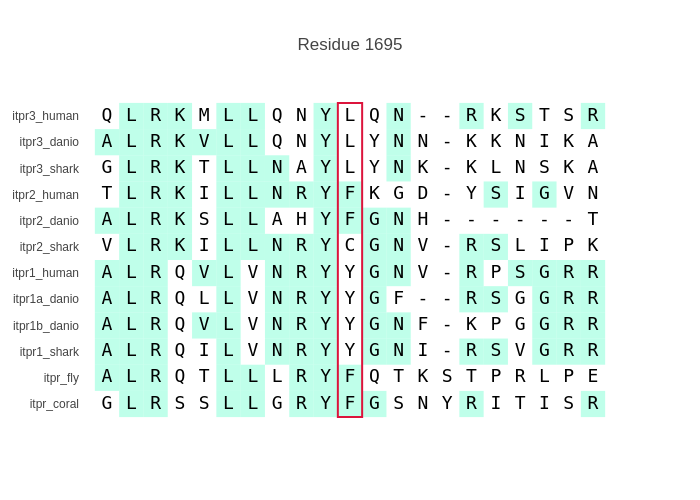 Residue 1695
itpr3_human Q L R K M L L Q N Y L Q N - - R K S T S R
itpr3_danio A L R K V L L Q N Y L Y N N - K K N I K A
itpr3_shark G L R K T L L N A Y L Y N K - K L N S K A
itpr2_human T L R K I L L N R Y F K G D - Y S I G V N
itpr2_danio A L R K S L L A H Y F G N H - - - - - - T
itpr2_shark V L R K I L L N R Y C G N V - R S L I P K
itpr1_human A L R Q V L V N R Y Y G N V - R P S G R R
itpr1a_danio A L R Q L L V N R Y Y G F - - R S G G R R
itpr1b_danio A L R Q V L V N R Y Y G N F - K P G G R R
itpr1_shark A L R Q I L V N R Y Y G N I - R S V G R R
itpr_fly A L R Q T L L L R Y F Q T K S T P R L P E
itpr_coral G L R S S L L G R Y F G S N Y R I T I S R